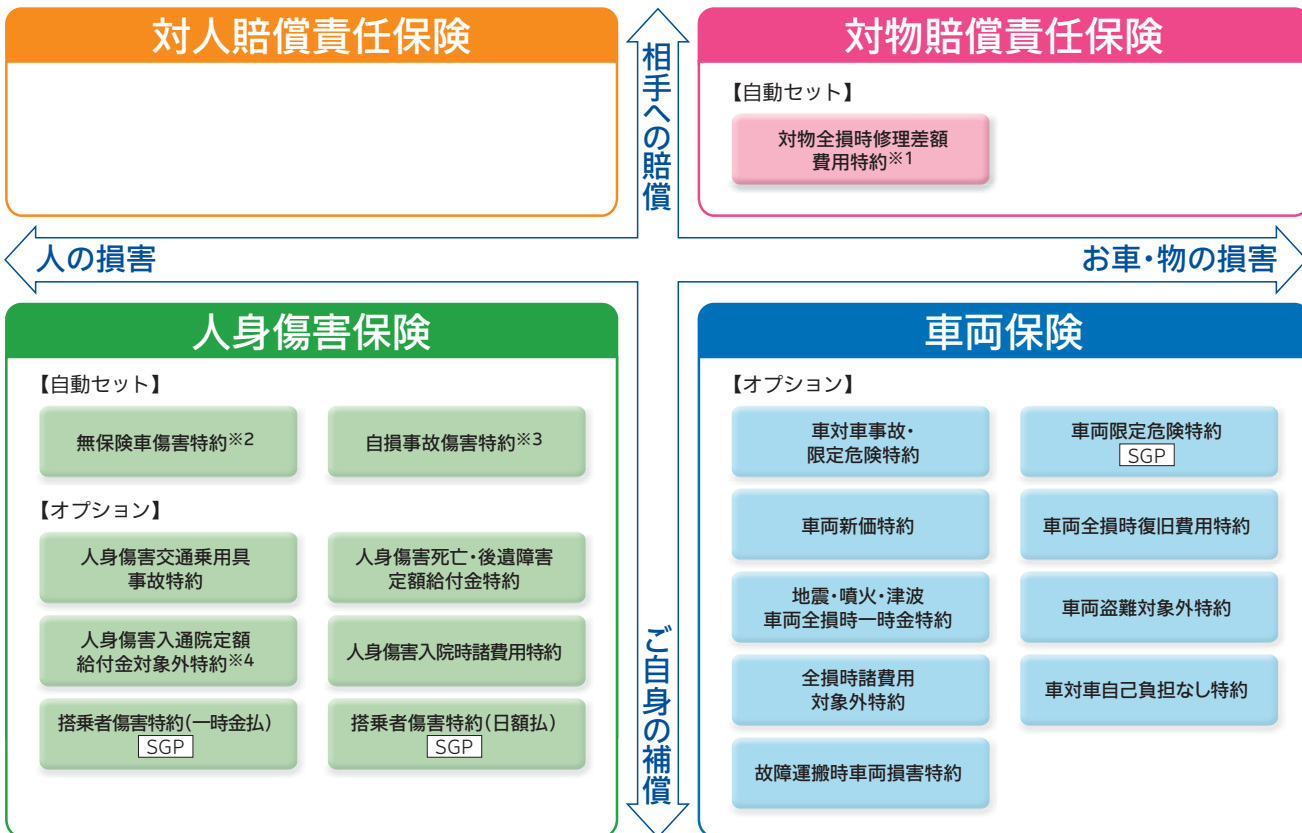 対人賠償責任保険
相手への賠償
対物賠償責任保険
【自動セット】
対物全損時修理差額
費用特約※1
人の損害
お車・物の損害
人身傷害保険
【自動セット】
無保険車傷害特約※2
自損事故傷害特約※3
【オプション】
人身傷害交通乗用具
事故特約
人身傷害死亡・後遺障害
定額給付金特約
人身傷害入通院定額
給付金対象外特約※4
人身傷害入院時諸費用特約
搭乗者傷害特約(一時金払)
SGP
搭乗者傷害特約(日額払)
SGP
ご自身の補償
車両保険
【オプション】
車対車事故・
限定危険特約
車両限定危険特約
SGP
車両新価特約
車両全損時復旧費用特約
地震・噴火・津波
車両全損時一時金特約
車両盗難対象外特約
全損時諸費用
対象外特約
車対車自己負担なし特約
故障運搬時車両損害特約